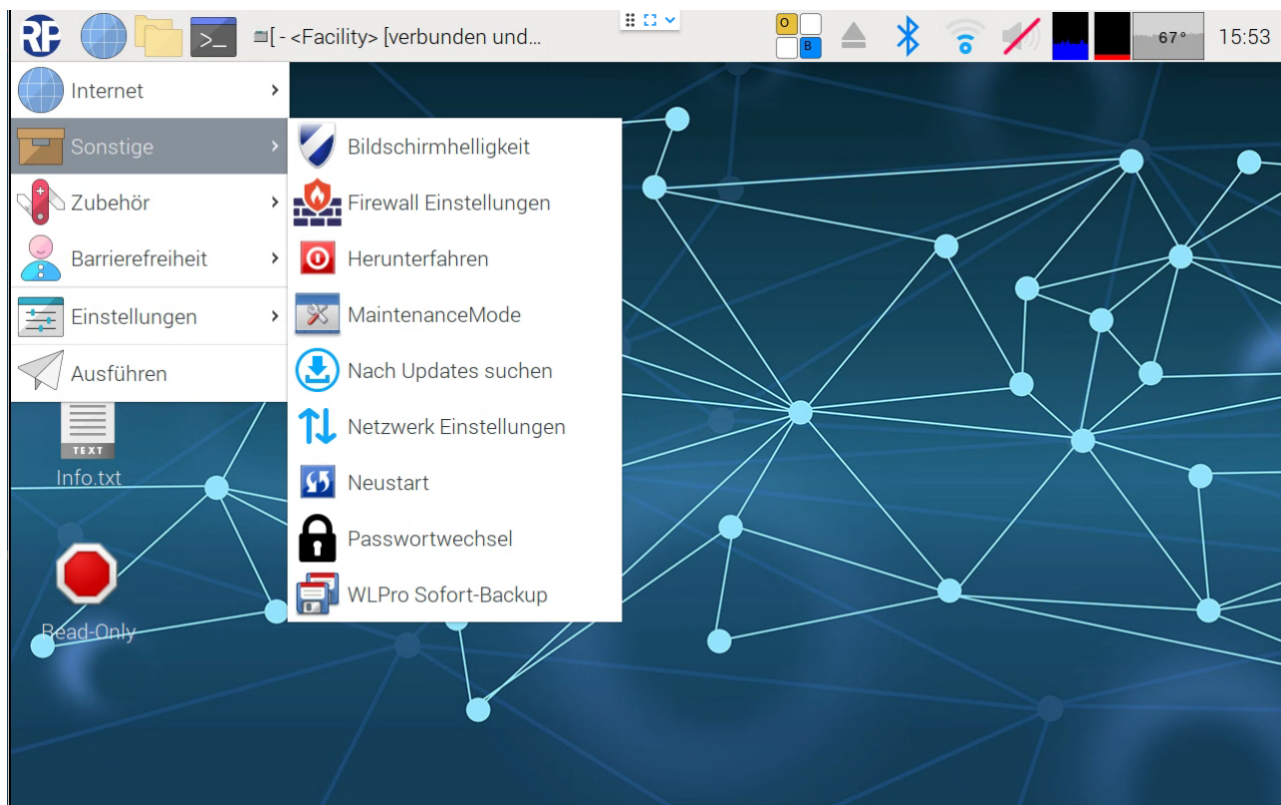 RP
>_
[ - <Facility> [verbunden und...
O
B
67°
15:53
Internet
Sonstige
Zubehör
Barrierefreiheit
Einstellungen
Ausführen
Bildschirmhelligkeit
Firewall Einstellungen
Herunterfahren
MaintenanceMode
Nach Updates suchen
Netzwerk Einstellungen
Neustart
Passwortwechsel
WLPro Sofort-Backup
TEXT
Info.txt
Read-Only